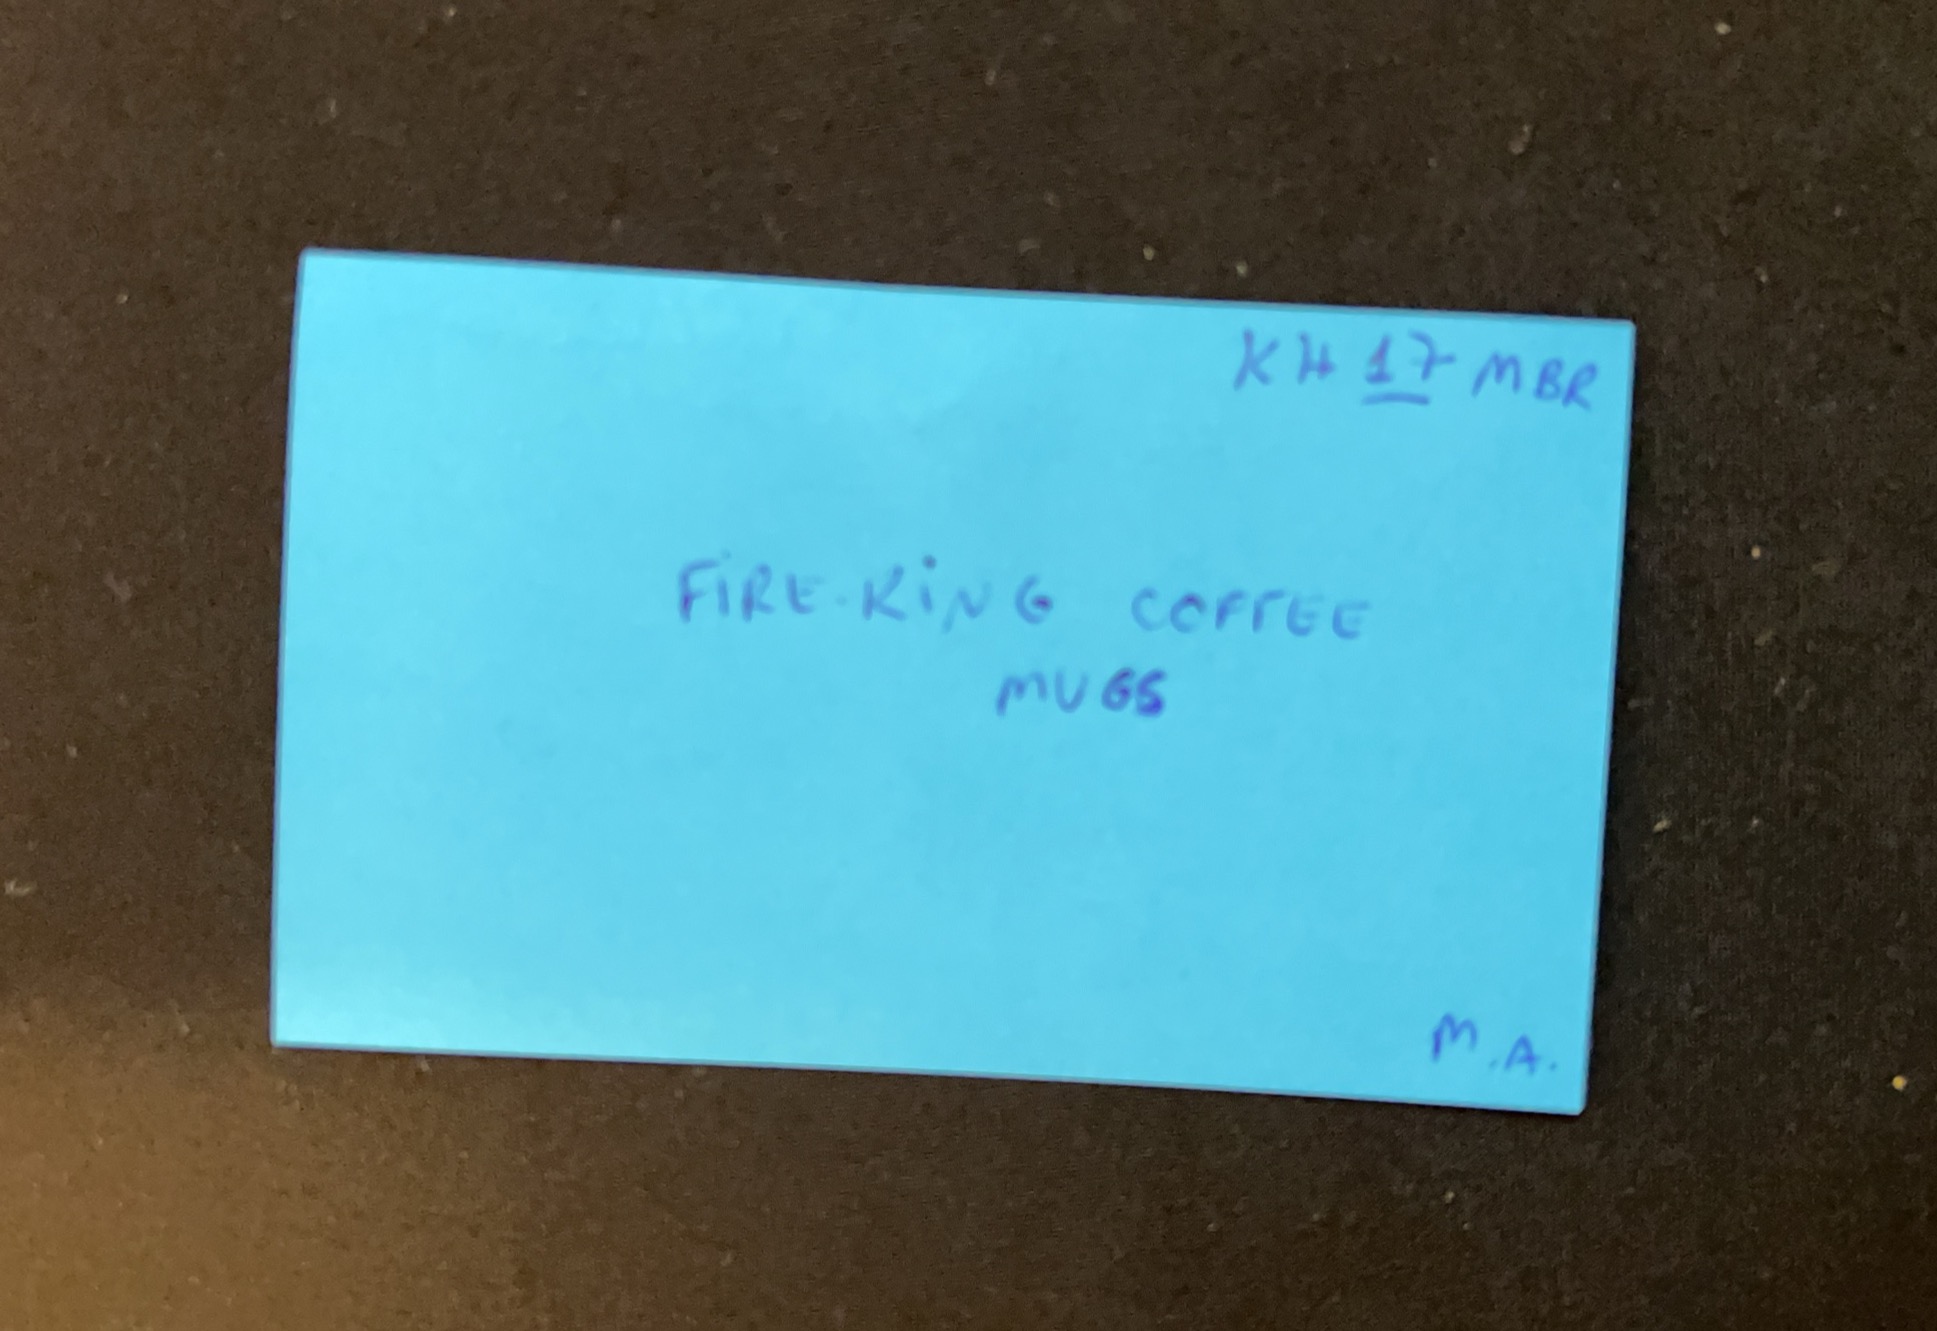 KH 17 MBR
FiRE-KiNG COFFEE
MUGS
M.A.